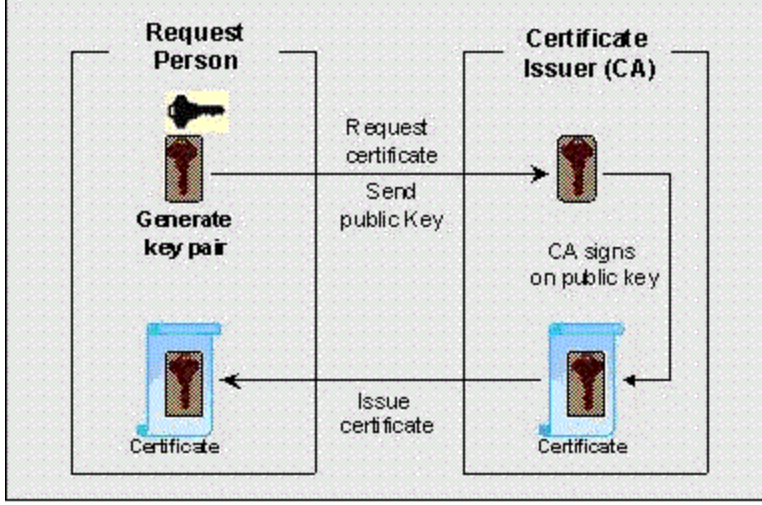 Request
Person
Certificate
Issuer (CA)
Request
certificate
Send
public Key
Generate
key pair
CA signs
on public key
Issue
certificate
Certificate
Certificate